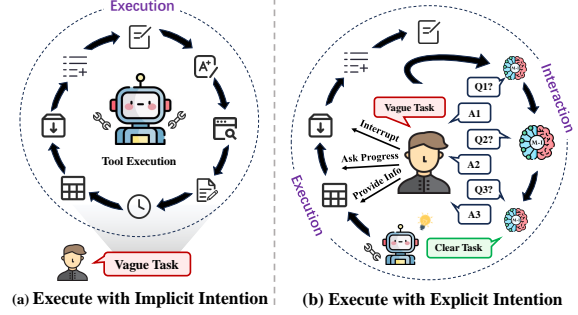 Execution
A+
Tool Execution
Vague Task
(a) Execute with Implicit Intention
Interaction
Q1?
Vague Task
A1
Interrupt
Q2?
M-I
Ask Progress
A2
Provide Info
Q3?
Execution
A3
Clear Task
(b) Execute with Explicit Intention